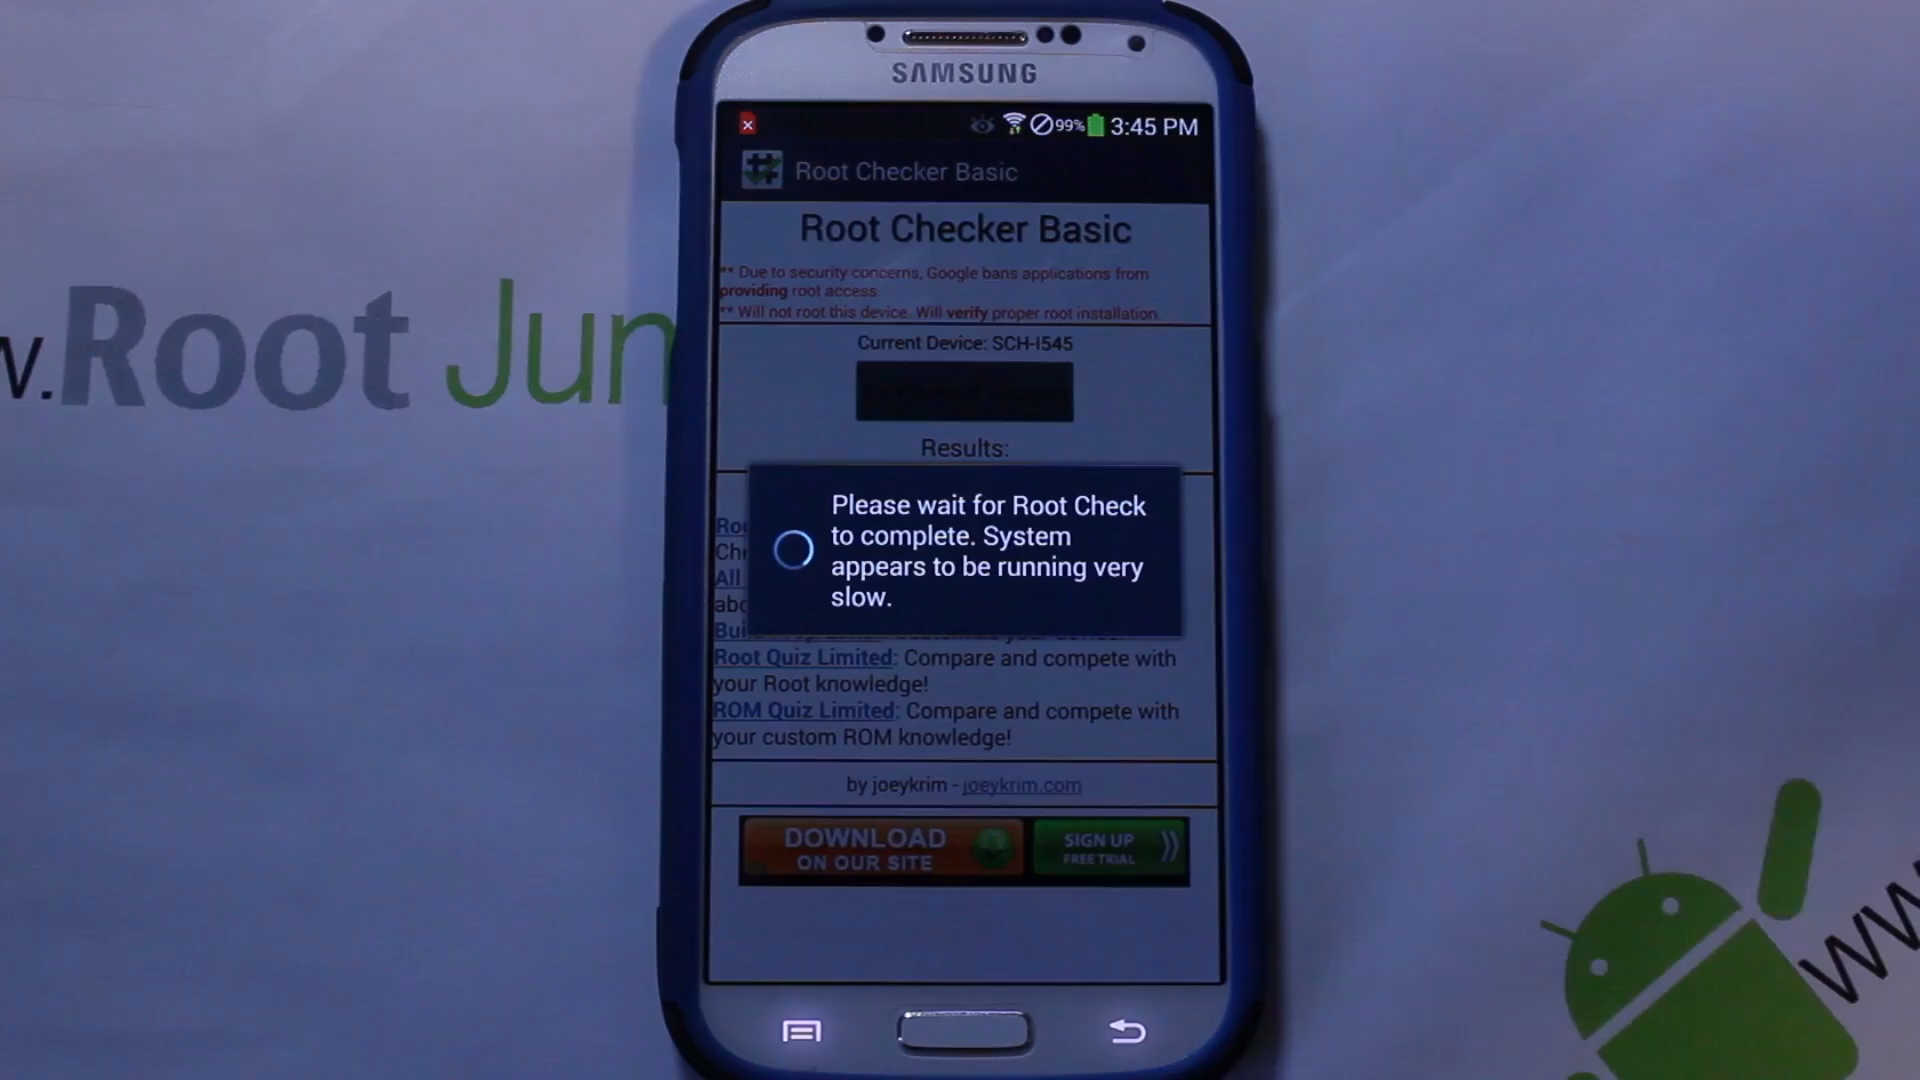 SAMSUNG
99% 3:45 PM
Root Checker Basic
Root Checker Basic
** Due to security concerns, Google bans applications from
providing root access
** Will not root this device. Will verify proper root installation.
Current Device: SCH-I545
Results:
Please wait for Root Check
to complete. System
appears to be running very
slow.
All
Root Quiz Limited: Compare and compete with
your Root knowledge!
ROM Quiz Limited: Compare and compete with
your custom ROM knowledge!
by joeykrim - joeykrim.com
DOWNLOAD
ON OUR SITE
SIGN UP
FREE TRIAL
w.Root Jun
ww